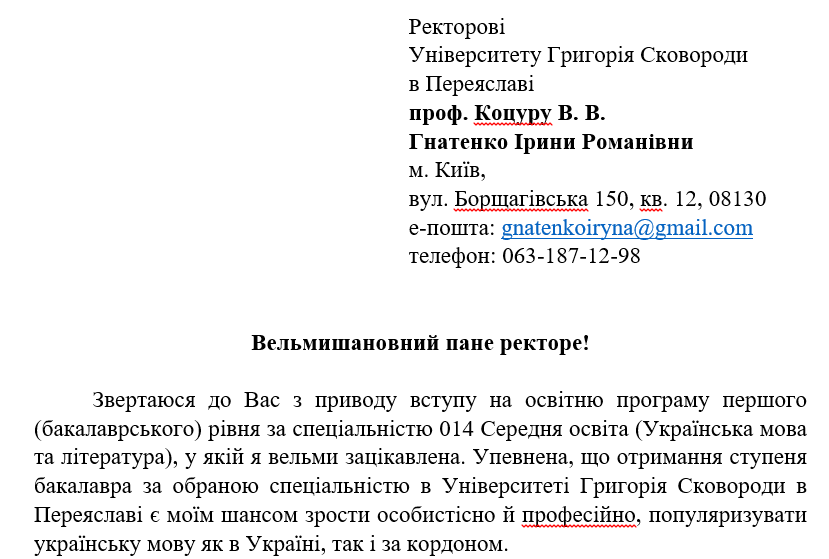 Ректорові
Університету Григорія Сковороди
в Переяславі
проф. Коцуру В. В.
Гнатенко Ірини Романівни
м. Київ,
вул. Борщагівська 150, кв. 12, 08130
е-пошта: gnatenkoiryna@gmail.com
телефон: 063-187-12-98
Вельмишановний пане ректоре!
Звертаюся до Вас з приводу вступу на освітню програму першого
(бакалаврського) рівня за спеціальністю 014 Середня освіта (Українська мова
та література), у якій я вельми зацікавлена. Упевнена, що отримання ступеня
бакалавра за обраною спеціальністю в Університеті Григорія Сковороди в
Переяславі є моїм шансом зрости особистісно й професійно, популяризувати
українську мову як в Україні, так і за кордоном.